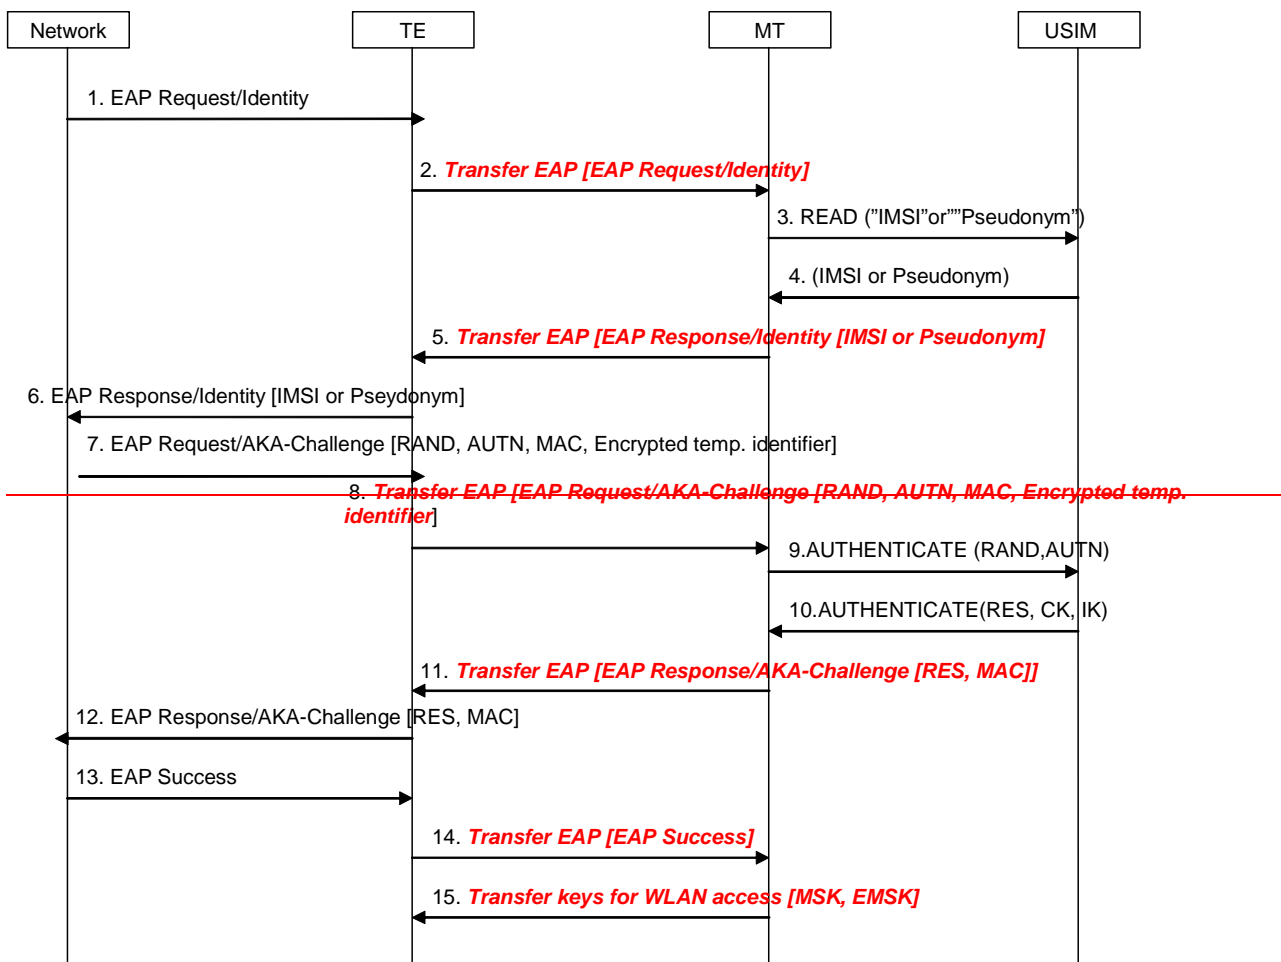 Network
TE
MT
USIM
1. EAP Request/Identity
2. Transfer EAP [EAP Request/Identity]
3. READ (”IMSI”or””Pseudonym”)
4. (IMSI or Pseudonym)
5. Transfer EAP [EAP Response/Identity [IMSI or Pseudonym]
6. EAP Response/Identity [IMSI or Pseydonym]
7. EAP Request/AKA-Challenge [RAND, AUTN, MAC, Encrypted temp. identifier]
8. Transfer EAP [EAP Request/AKA-Challenge [RAND, AUTN, MAC, Encrypted temp.
identifier]
9.AUTHENTICATE (RAND,AUTN)
10.AUTHENTICATE(RES, CK, IK)
11. Transfer EAP [EAP Response/AKA-Challenge [RES, MAC]]
12. EAP Response/AKA-Challenge [RES, MAC]
13. EAP Success
14. Transfer EAP [EAP Success]
15. Transfer keys for WLAN access [MSK, EMSK]